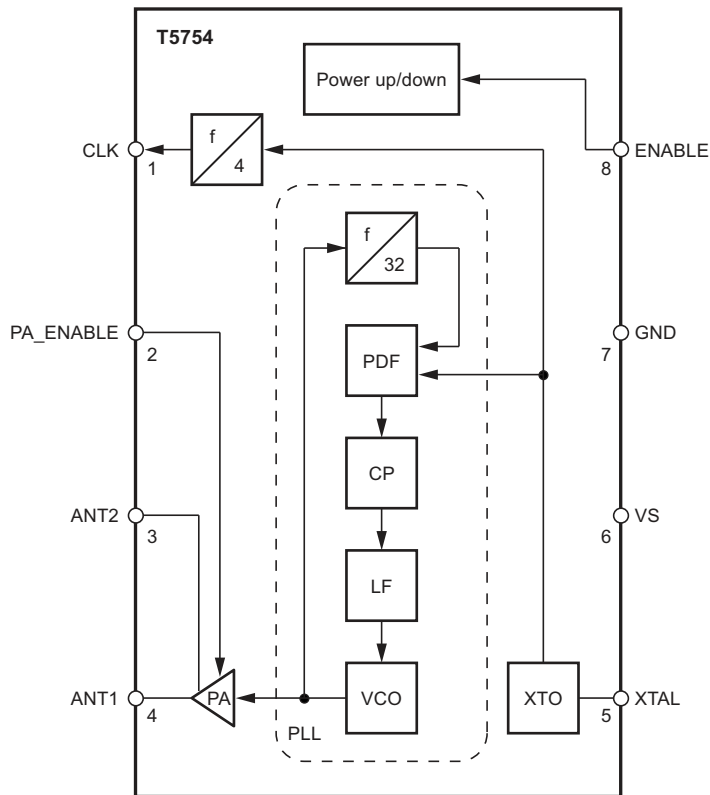 T5754
Power up/down
CLK
1
f
4
ENABLE
8
f
32
PA_ENABLE
2
PDF
GND
7
CP
ANT2
3
VS
6
LF
ANT1
4
PA
VCO
XTO
XTAL
5
PLL